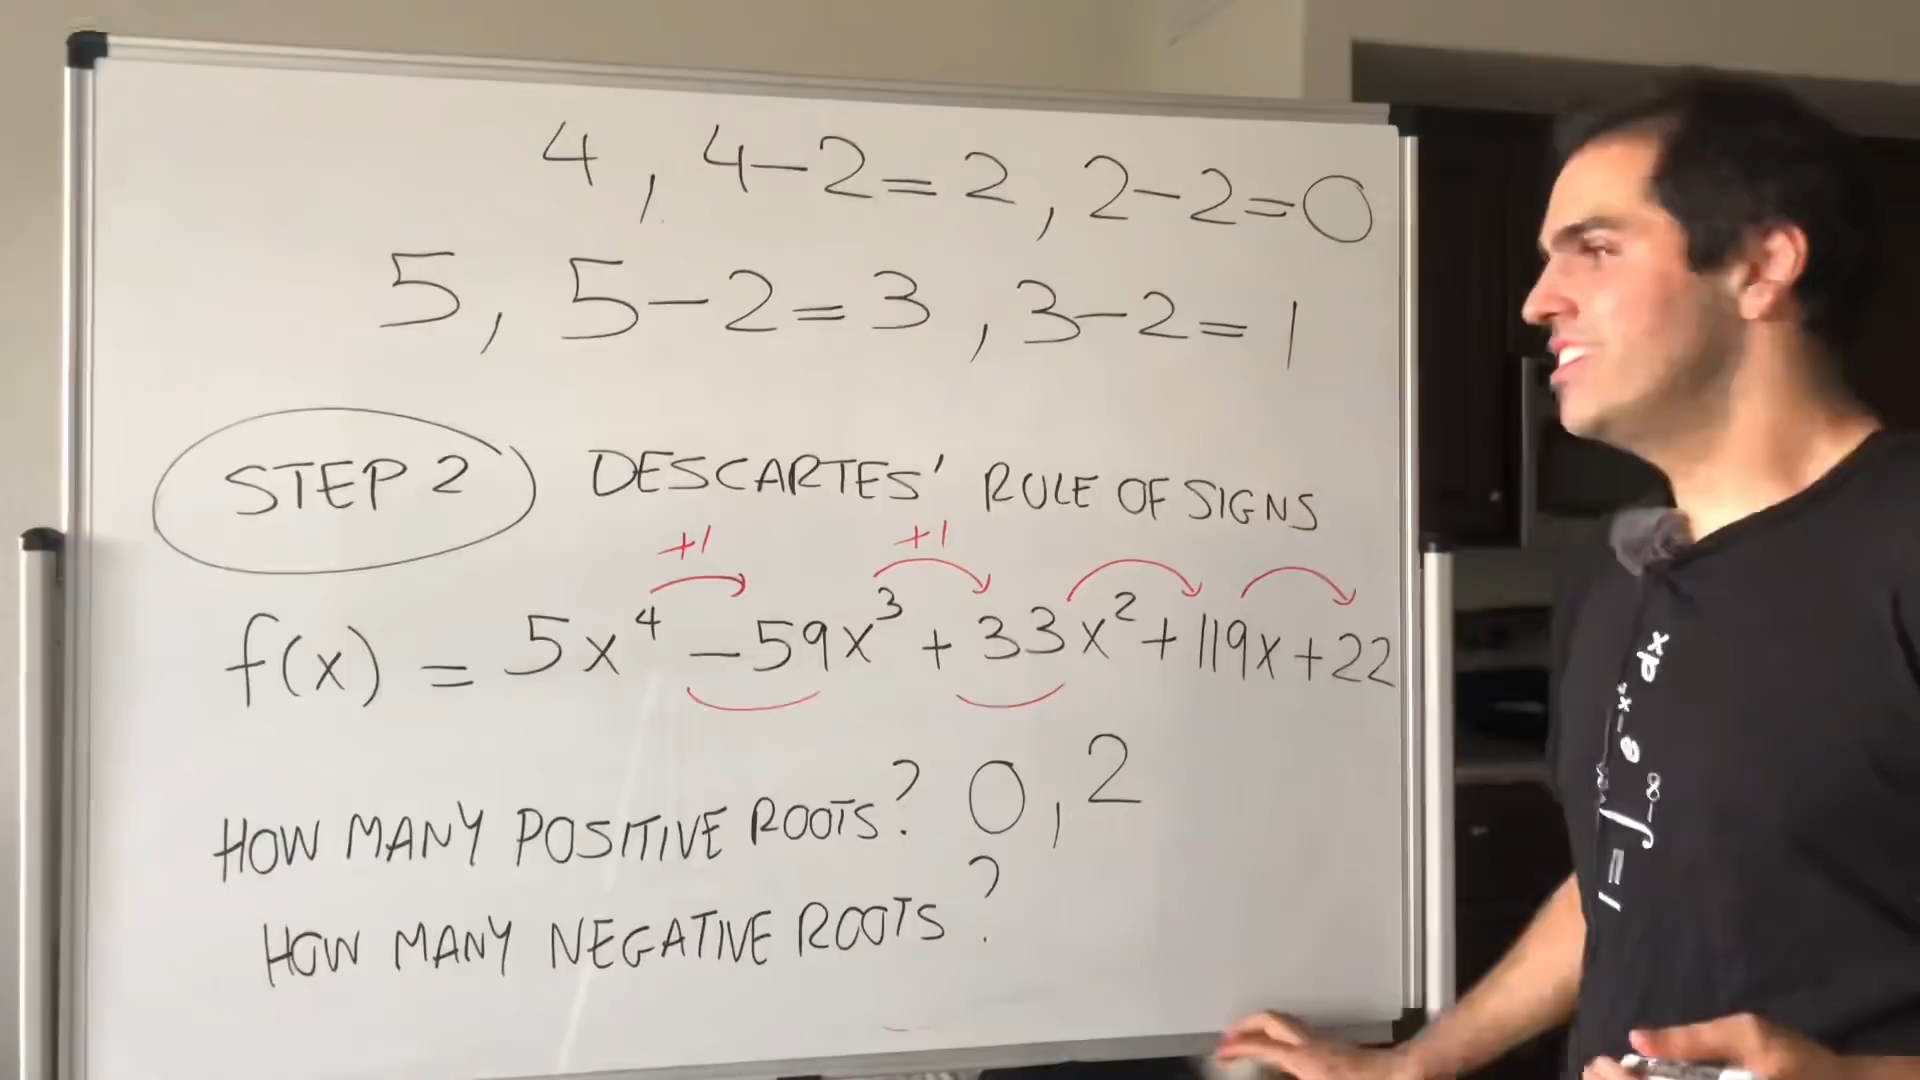 4, 4-2=2, 2-2=0
5, 5-2=3, 3-2=1
STEP 2) DESCARTES' RULE OF SIGNS
+1 +1
f(x) = 5x⁴ -59x³ + 33x² + 119x + 22
HOW MANY POSITIVE ROOTS? 0, 2
HOW MANY NEGATIVE ROOTS?